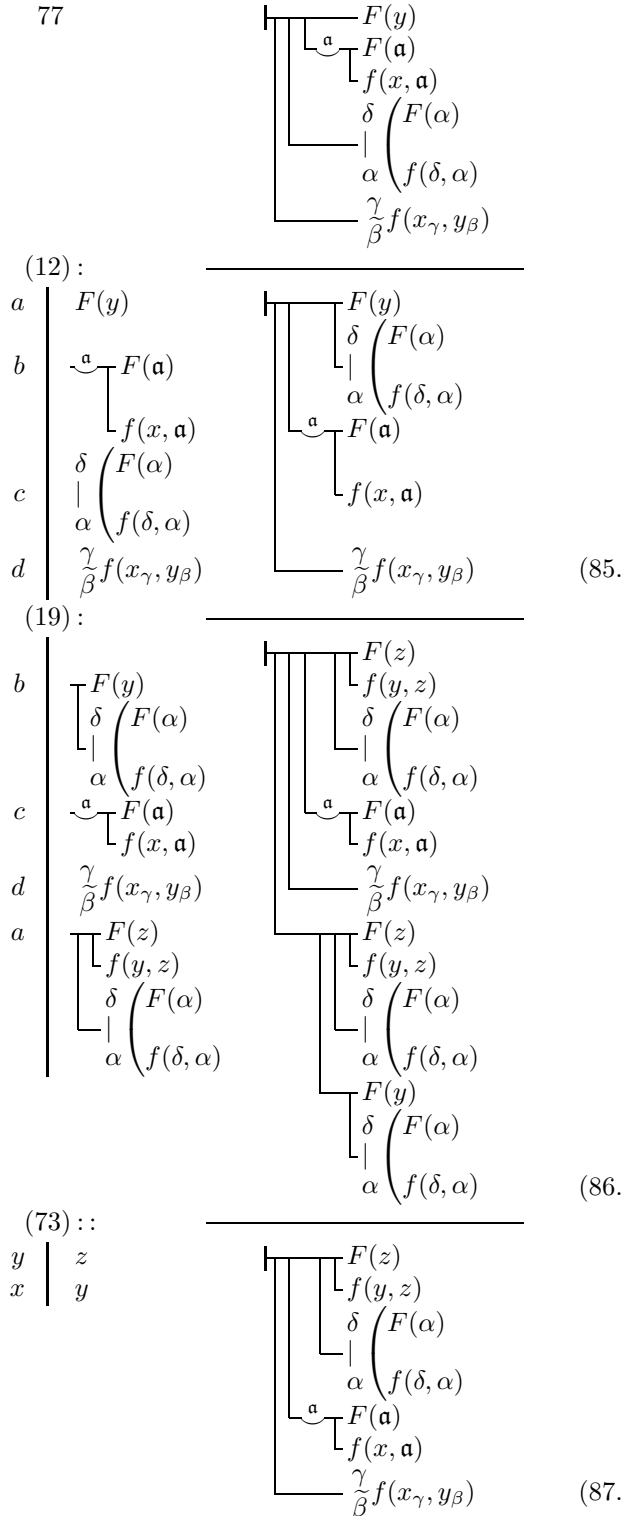 77 F(y)
𝔞 F(𝔞)
f(x, 𝔞)
δ F(α)
|
α f(δ, α)
γ
β̃ f(x_γ, y_β)
(12) :
a F(y) F(y)
δ F(α)
b 𝔞 F(𝔞) |
α f(δ, α)
𝔞 F(𝔞)
f(x, 𝔞)
δ F(α)
c | f(x, 𝔞)
α f(δ, α)
d γ β̃ f(x_γ, y_β) γ β̃ f(x_γ, y_β) (85.
(19) :
F(z)
b F(y) f(y, z)
δ F(α) δ F(α)
| |
α f(δ, α) α f(δ, α)
c 𝔞 F(𝔞) 𝔞 F(𝔞)
f(x, 𝔞) f(x, 𝔞)
d γ β̃ f(x_γ, y_β) γ β̃ f(x_γ, y_β)
a F(z) F(z)
f(y, z) f(y, z)
δ F(α) δ F(α)
| |
α f(δ, α) α f(δ, α)
F(y)
δ F(α)
|
α f(δ, α) (86.
(73) : :
y z F(z)
x y f(y, z)
δ F(α)
|
α f(δ, α)
𝔞 F(𝔞)
f(x, 𝔞)
γ β̃ f(x_γ, y_β) (87.